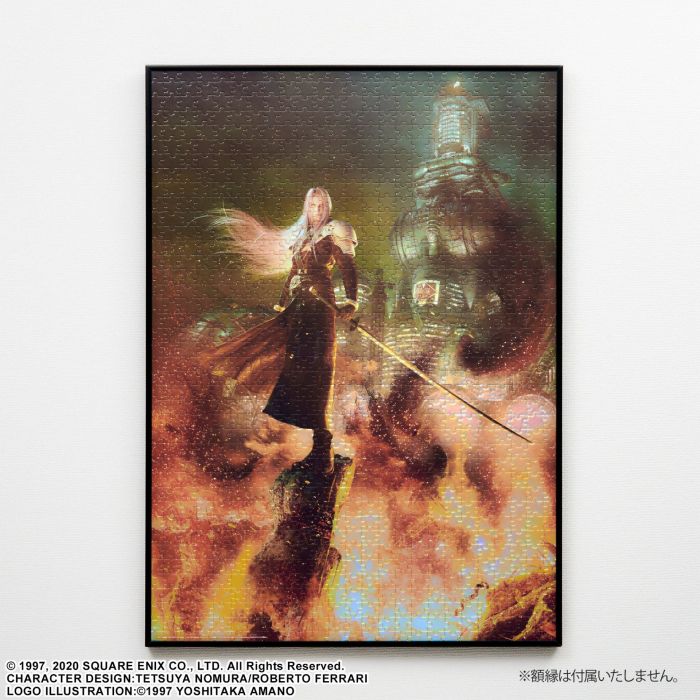 © 1997, 2020 SQUARE ENIX CO., LTD. All Rights Reserved.
CHARACTER DESIGN:TETSUYA NOMURA/ROBERTO FERRARI
LOGO ILLUSTRATION:©1997 YOSHITAKA AMANO
※額縁は付属いたしません。